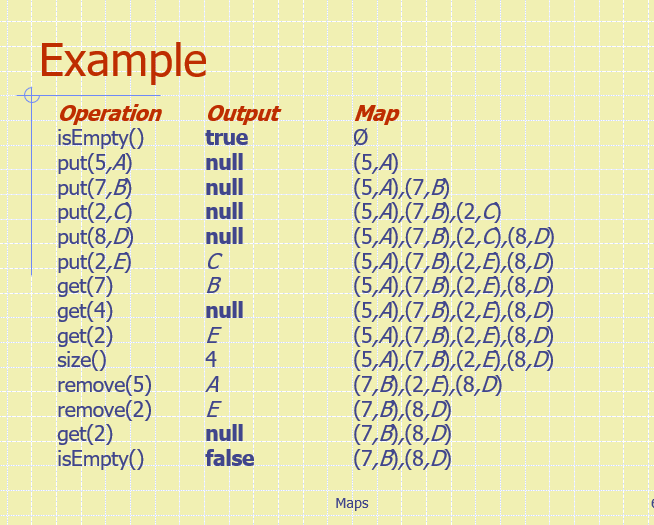 Example
Operation Output Map
isEmpty() true Ø
put(5,A) null (5,A)
put(7,B) null (5,A),(7,B)
put(2,C) null (5,A),(7,B),(2,C)
put(8,D) null (5,A),(7,B),(2,C),(8,D)
put(2,E) C (5,A),(7,B),(2,E),(8,D)
get(7) B (5,A),(7,B),(2,E),(8,D)
get(4) null (5,A),(7,B),(2,E),(8,D)
get(2) E (5,A),(7,B),(2,E),(8,D)
size() 4 (5,A),(7,B),(2,E),(8,D)
remove(5) A (7,B),(2,E),(8,D)
remove(2) E (7,B),(8,D)
get(2) null (7,B),(8,D)
isEmpty() false (7,B),(8,D)
Maps